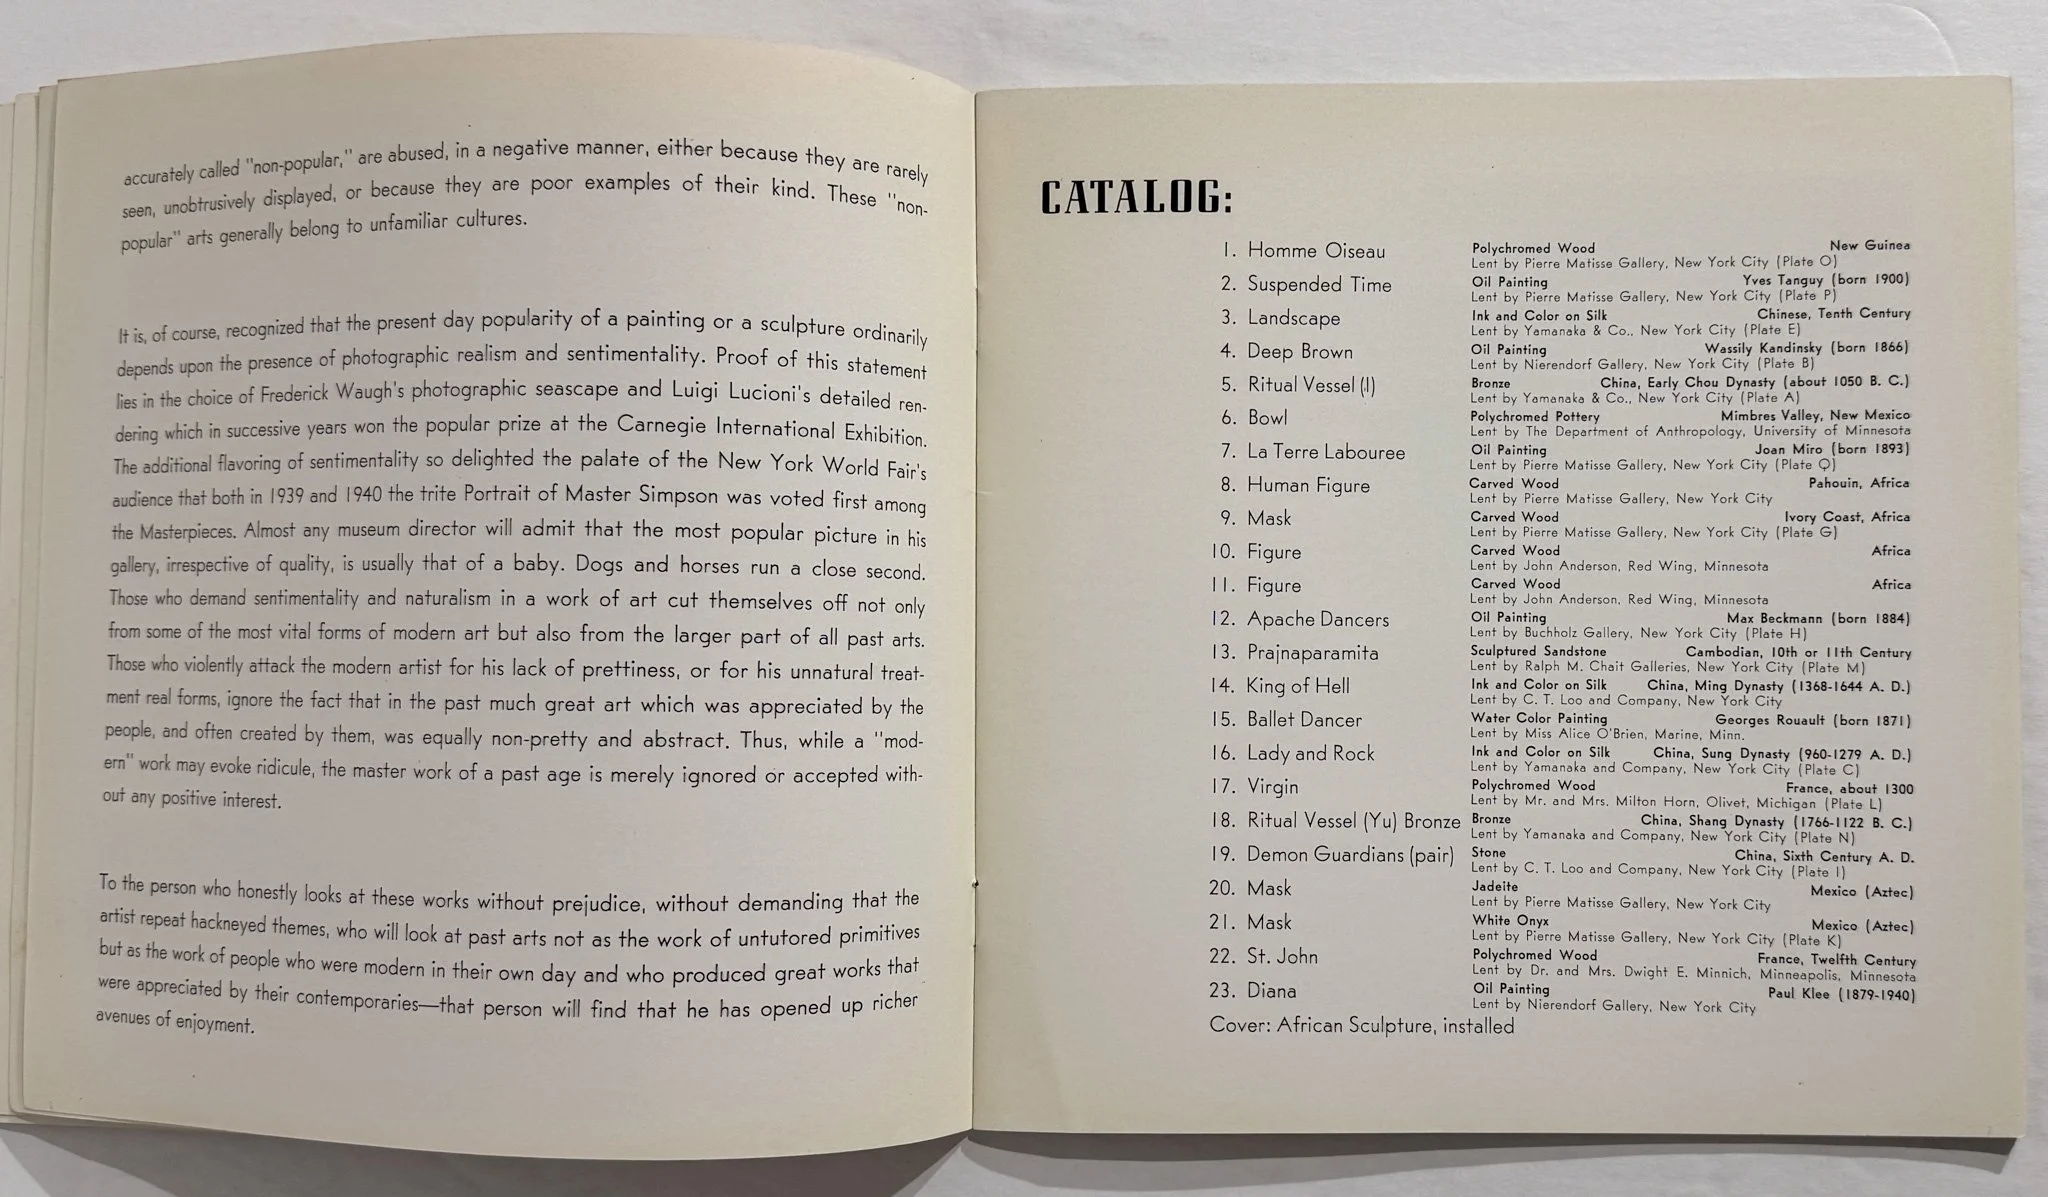 accurately called "non-popular," are abused, in a negative manner, either because they are rarely
seen, unobtrusively displayed, or because they are poor examples of their kind. These "non-
popular" arts generally belong to unfamiliar cultures.
It is, of course, recognized that the present day popularity of a painting or a sculpture ordinarily
depends upon the presence of photographic realism and sentimentality. Proof of this statement
lies in the choice of Frederick Waugh's photographic seascape and Luigi Lucioni's detailed ren-
dering which in successive years won the popular prize at the Carnegie International Exhibition.
The additional flavoring of sentimentality so delighted the palate of the New York World Fair's
audience that both in 1939 and 1940 the trite Portrait of Master Simpson was voted first among
the Masterpieces. Almost any museum director will admit that the most popular picture in his
gallery, irrespective of quality, is usually that of a baby. Dogs and horses run a close second.
Those who demand sentimentality and naturalism in a work of art cut themselves off not only
from some of the most vital forms of modern art but also from the larger part of all past arts.
Those who violently attack the modern artist for his lack of prettiness, or for his unnatural treat-
ment real forms, ignore the fact that in the past much great art which was appreciated by the
people, and often created by them, was equally non-pretty and abstract. Thus, while a "mod-
ern" work may evoke ridicule, the master work of a past age is merely ignored or accepted with-
out any positive interest.
To the person who honestly looks at these works without prejudice, without demanding that the
artist repeat hackneyed themes, who will look at past arts not as the work of untutored primitives
but as the work of people who were modern in their own day and who produced great works that
were appreciated by their contemporaries—that person will find that he has opened up richer
avenues of enjoyment.
CATALOG:
1. Homme Oiseau Polychromed Wood New Guinea
Lent by Pierre Matisse Gallery, New York City (Plate O)
2. Suspended Time Oil Painting Yves Tanguy (born 1900)
Lent by Pierre Matisse Gallery, New York City (Plate P)
3. Landscape Ink and Color on Silk Chinese, Tenth Century
Lent by Yamanaka & Co., New York City (Plate E)
4. Deep Brown Oil Painting Wassily Kandinsky (born 1866)
Lent by Nierendorf Gallery, New York City (Plate B)
5. Ritual Vessel (I) Bronze China, Early Chou Dynasty (about 1050 B. C.)
Lent by Yamanaka & Co., New York City (Plate A)
6. Bowl Polychromed Pottery Mimbres Valley, New Mexico
Lent by The Department of Anthropology, University of Minnesota
7. La Terre Labouree Oil Painting Joan Miro (born 1893)
Lent by Pierre Matisse Gallery, New York City (Plate Q)
8. Human Figure Carved Wood Pahouin, Africa
Lent by Pierre Matisse Gallery, New York City
9. Mask Carved Wood Ivory Coast, Africa
Lent by Pierre Matisse Gallery, New York City (Plate G)
10. Figure Carved Wood Africa
Lent by John Anderson, Red Wing, Minnesota
11. Figure Carved Wood Africa
Lent by John Anderson, Red Wing, Minnesota
12. Apache Dancers Oil Painting Max Beckmann (born 1884)
Lent by Buchholz Gallery, New York City (Plate H)
13. Prajnaparamita Sculptured Sandstone Cambodian, 10th or 11th Century
Lent by Ralph M. Chait Galleries, New York City (Plate M)
14. King of Hell Ink and Color on Silk China, Ming Dynasty (1368-1644 A. D.)
Lent by C. T. Loo and Company, New York City
15. Ballet Dancer Water Color Painting Georges Rouault (born 1871)
Lent by Miss Alice O'Brien, Marine, Minn.
16. Lady and Rock Ink and Color on Silk China, Sung Dynasty (960-1279 A. D.)
Lent by Yamanaka and Company, New York City (Plate C)
17. Virgin Polychromed Wood France, about 1300
Lent by Mr. and Mrs. Milton Horn, Olivet, Michigan (Plate L)
18. Ritual Vessel (Yu) Bronze Bronze China, Shang Dynasty (1766-1122 B. C.)
Lent by Yamanaka and Company, New York City (Plate N)
19. Demon Guardians (pair) Stone China, Sixth Century A. D.
Lent by C. T. Loo and Company, New York City (Plate I)
20. Mask Jadeite Mexico (Aztec)
Lent by Pierre Matisse Gallery, New York City
21. Mask White Onyx Mexico (Aztec)
Lent by Pierre Matisse Gallery, New York City (Plate K)
22. St. John Polychromed Wood France, Twelfth Century
Lent by Dr. and Mrs. Dwight E. Minnich, Minneapolis, Minnesota
23. Diana Oil Painting Paul Klee (1879-1940)
Lent by Nierendorf Gallery, New York City
Cover: African Sculpture, installed